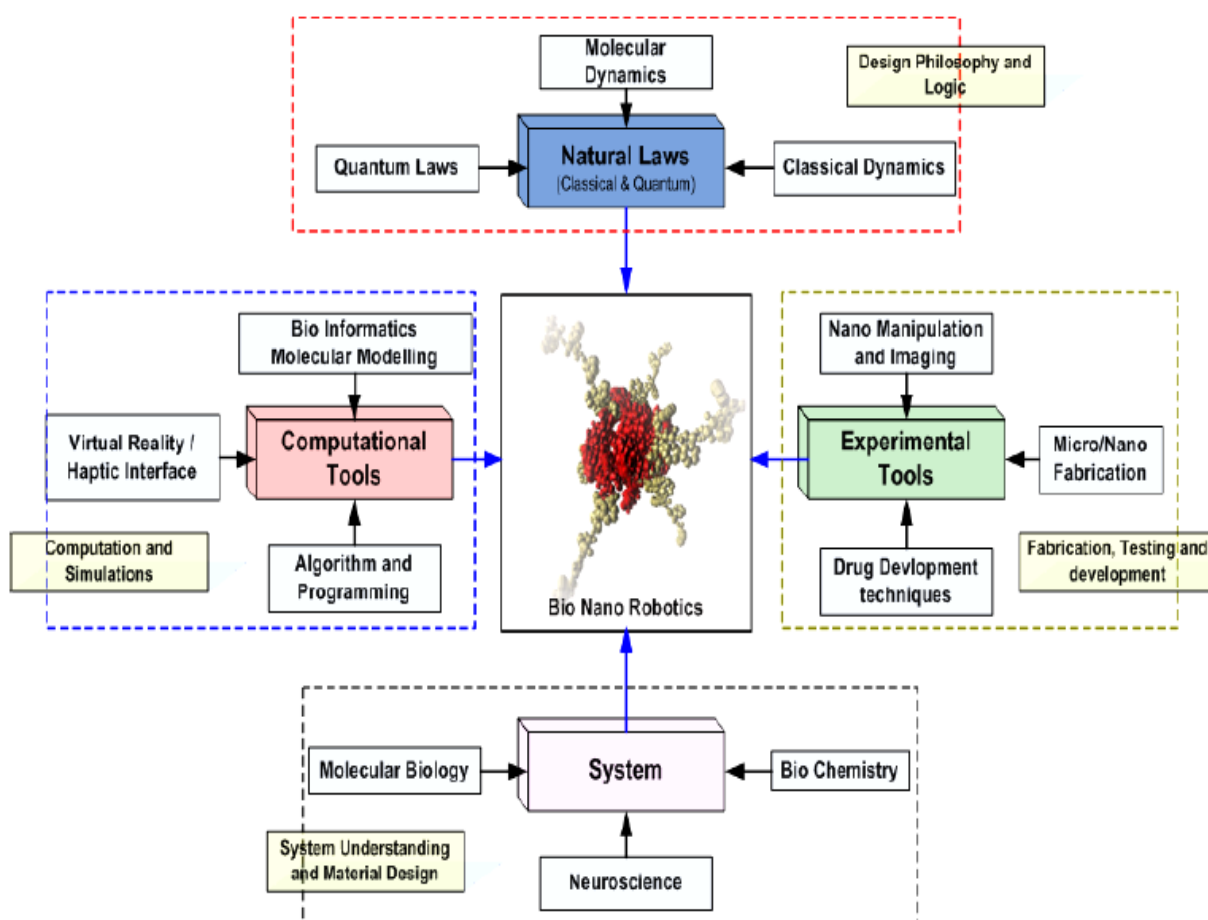 Molecular
Dynamics
Design Philosophy and
Logic
Quantum Laws
Natural Laws
(Classical & Quantum)
Classical Dynamics
Bio Informatics
Molecular Modelling
Virtual Reality /
Haptic Interface
Computational
Tools
Computation and
Simulations
Algorithm and
Programming
Bio Nano Robotics
Nano Manipulation
and Imaging
Experimental
Tools
Micro/Nano
Fabrication
Drug Devlopment
techniques
Fabrication, Testing and
development
Molecular Biology
System
Bio Chemistry
System Understanding
and Material Design
Neuroscience